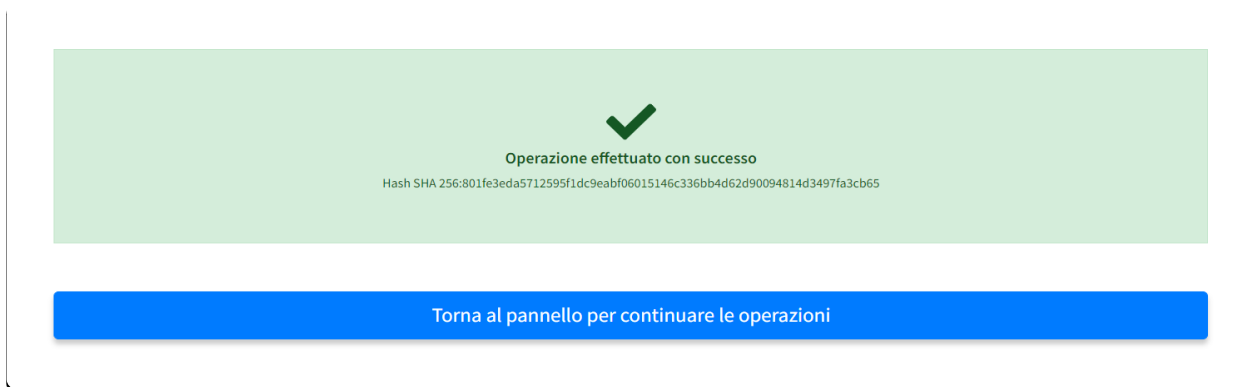 Operazione effettuato con successo
Hash SHA 256:801fe3eda5712595f1dc9eabf06015146c336bb4d62d90094814d3497fa3cb65
Torna al pannello per continuare le operazioni